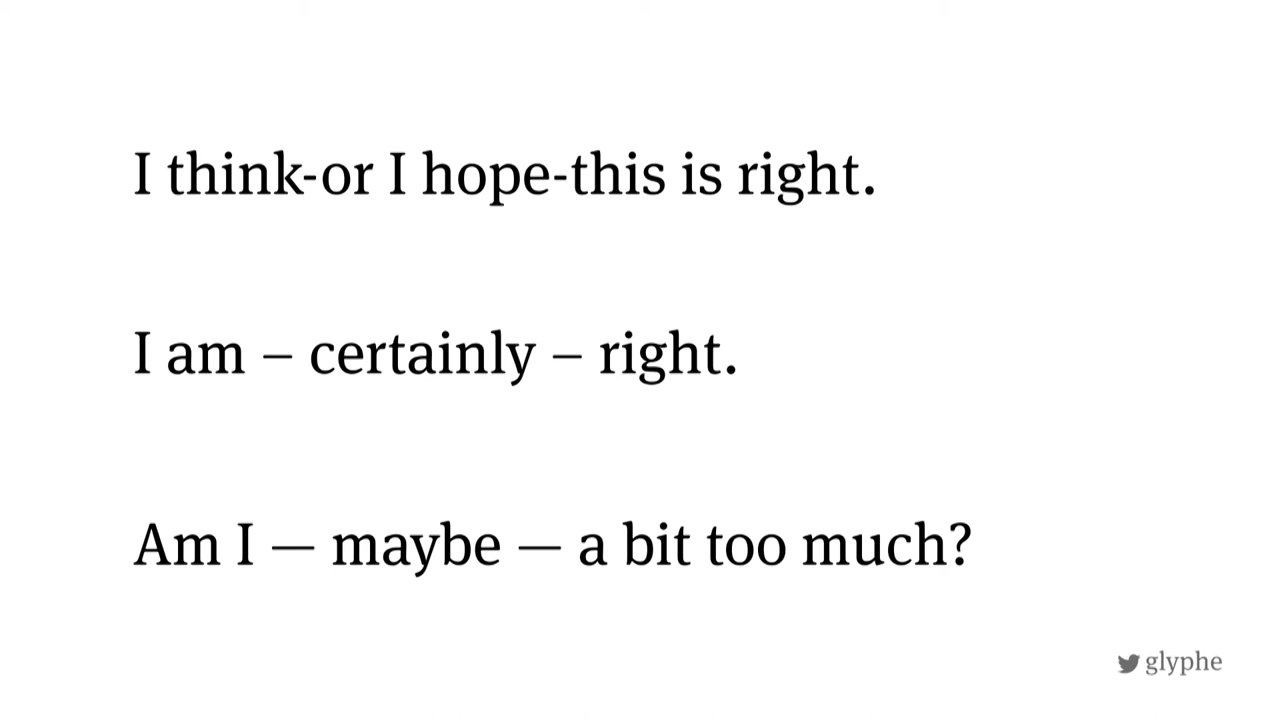 I think-or I hope-this is right.
I am – certainly – right.
Am I — maybe — a bit too much?
glyphe